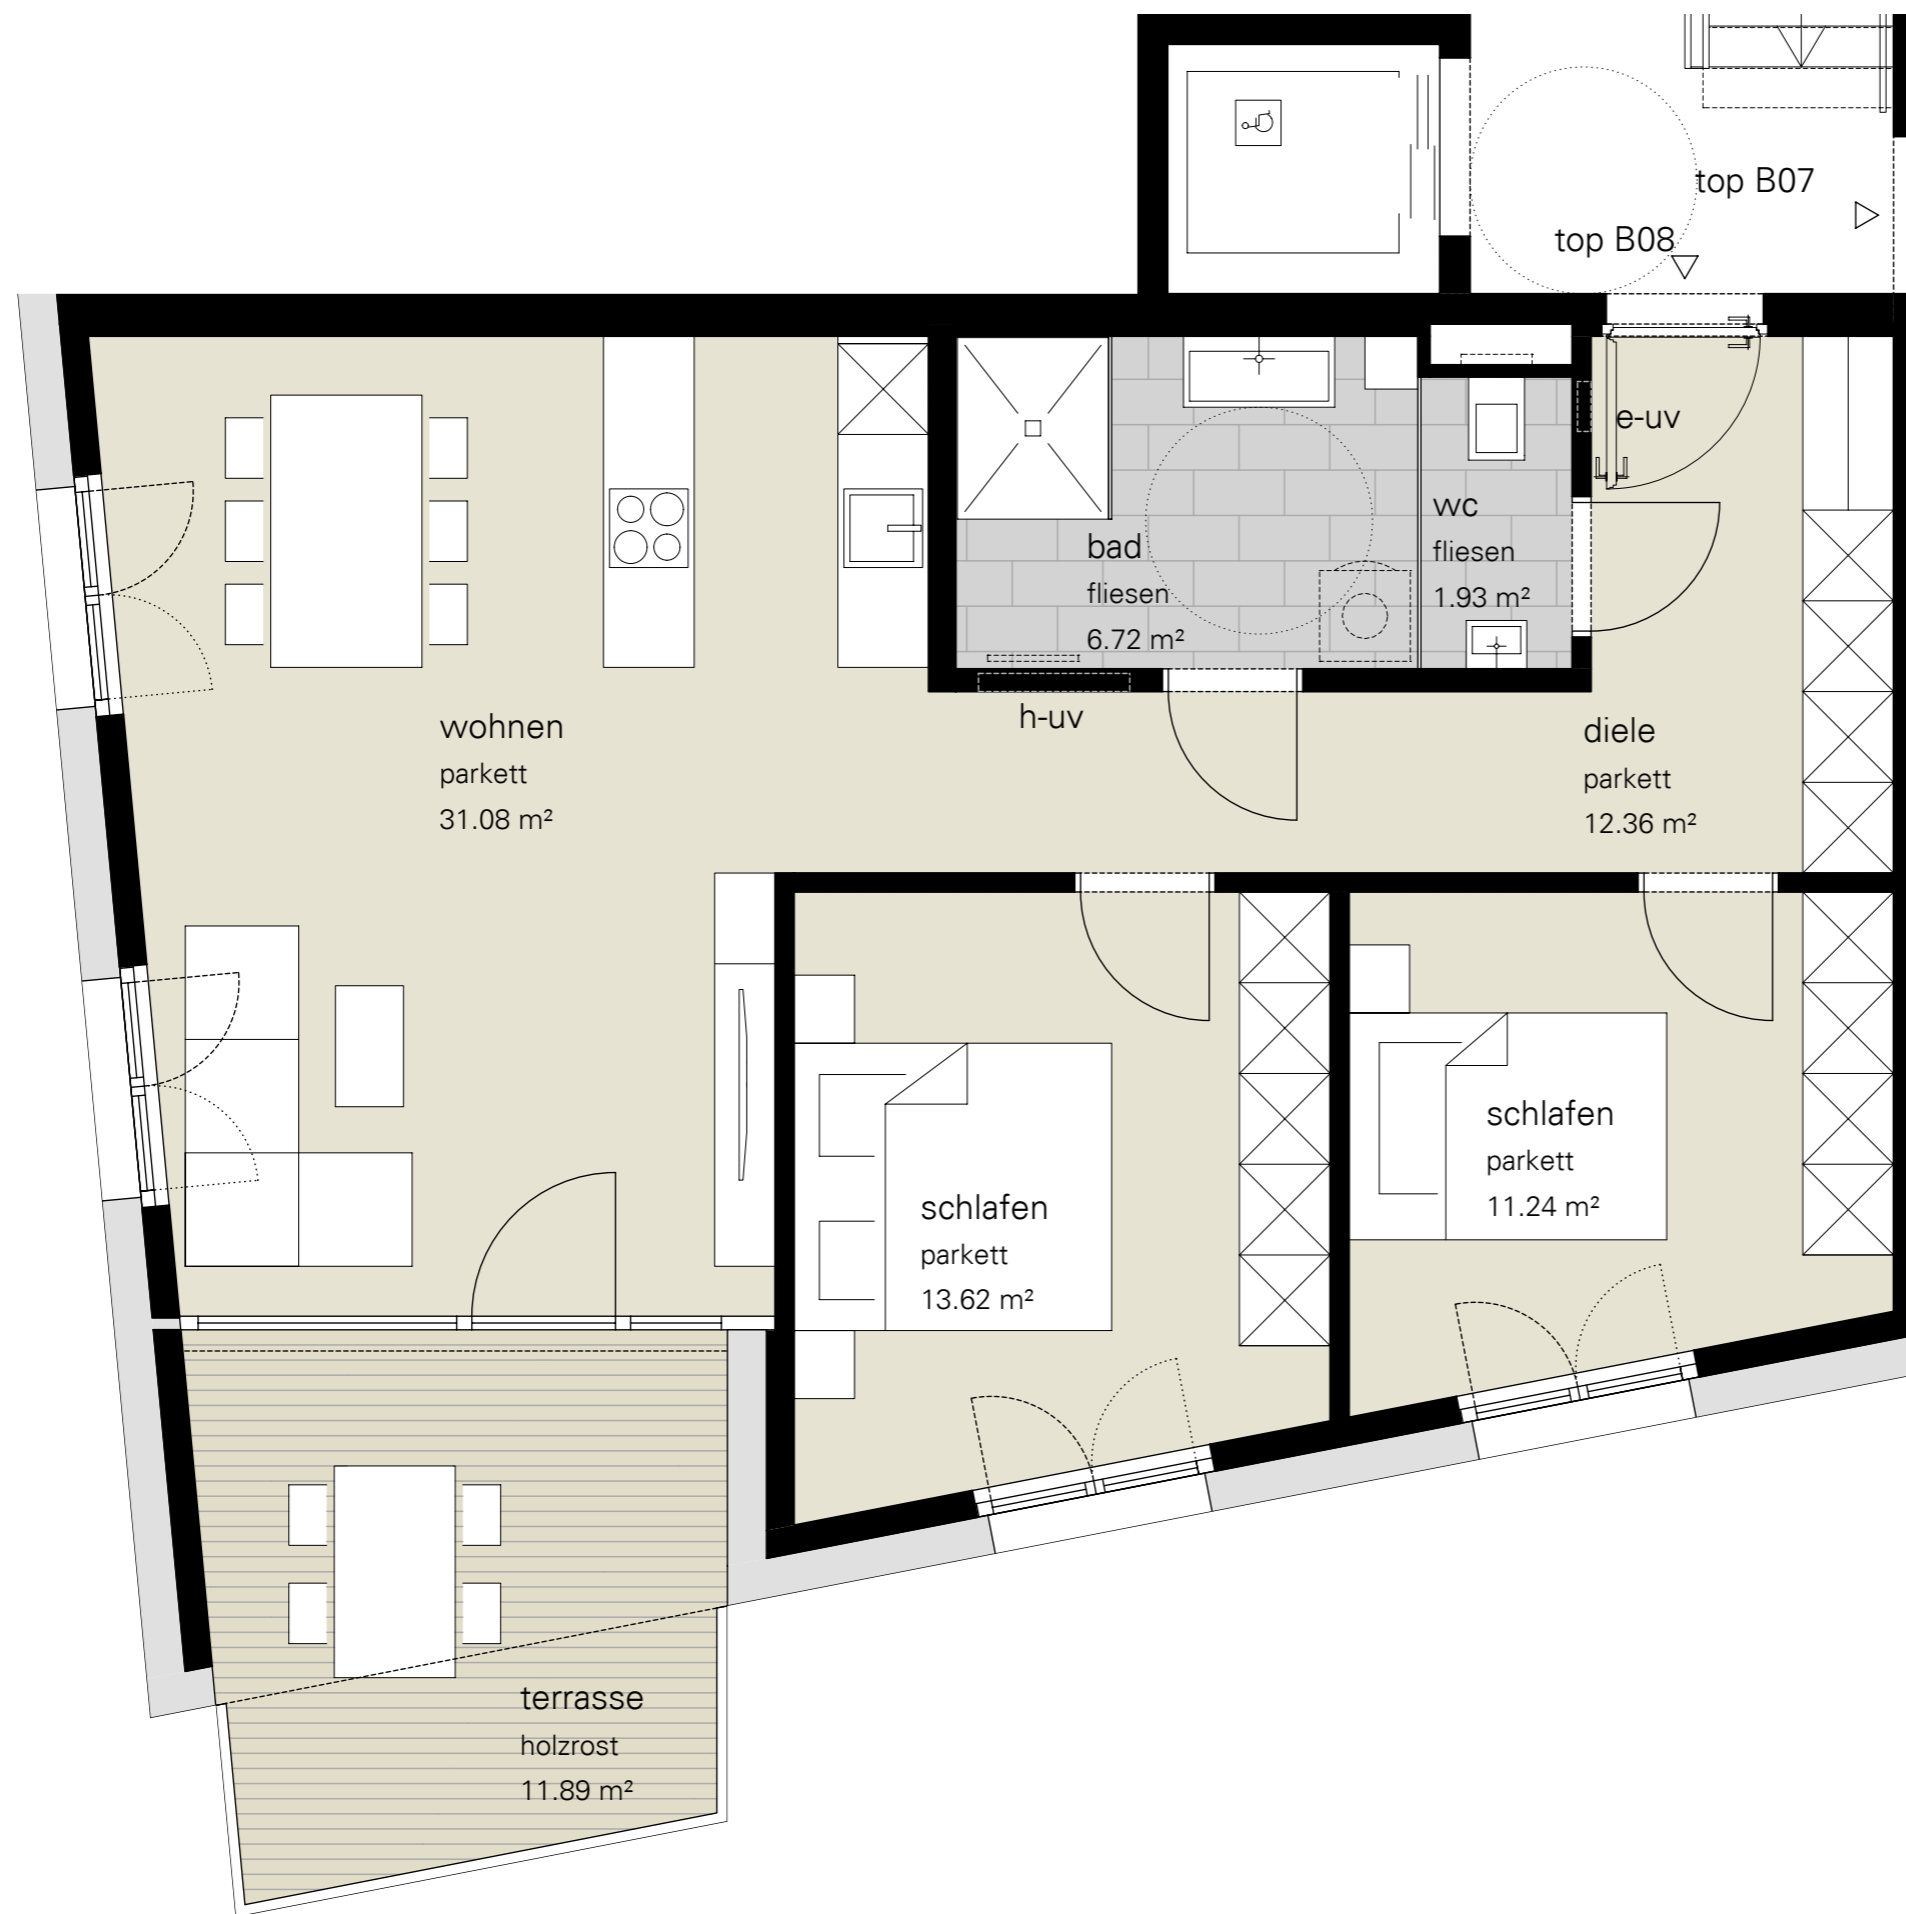 top B07
top B08
e-uv
wc
fliesen
1.93 m²
bad
fliesen
6.72 m²
h-uv
wohnen
parkett
31.08 m²
diele
parkett
12.36 m²
schlafen
parkett
11.24 m²
schlafen
parkett
13.62 m²
terrasse
holzrost
11.89 m²